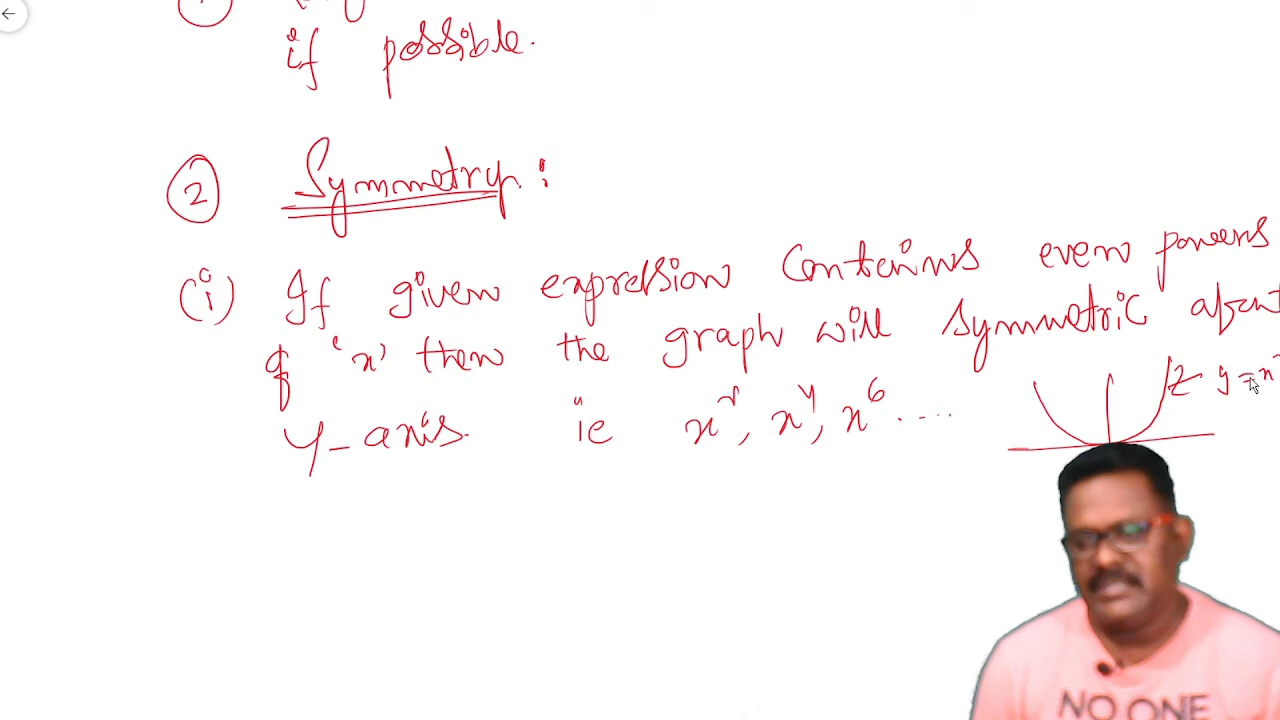 if possible.
② Symmetry :
(i) If given expression contains even powers
of 'x' then the graph will symmetric about
y = x²
Y-axis. ie x², x⁴, x⁶ ....
NO ONE